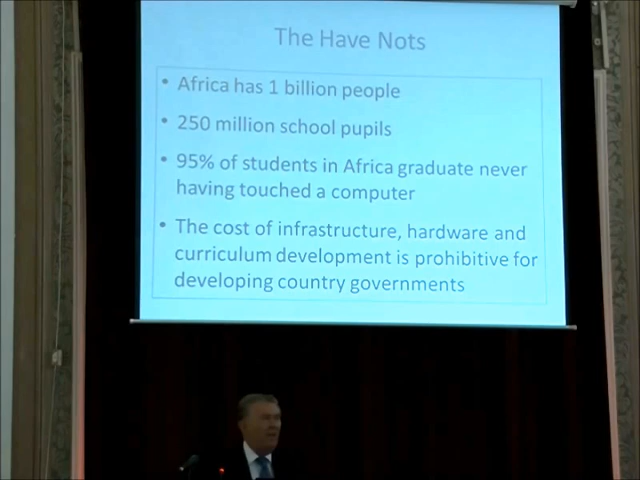 The Have Nots
• Africa has 1 billion people
• 250 million school pupils
• 95% of students in Africa graduate never
having touched a computer
• The cost of infrastructure, hardware and
curriculum development is prohibitive for
developing country governments